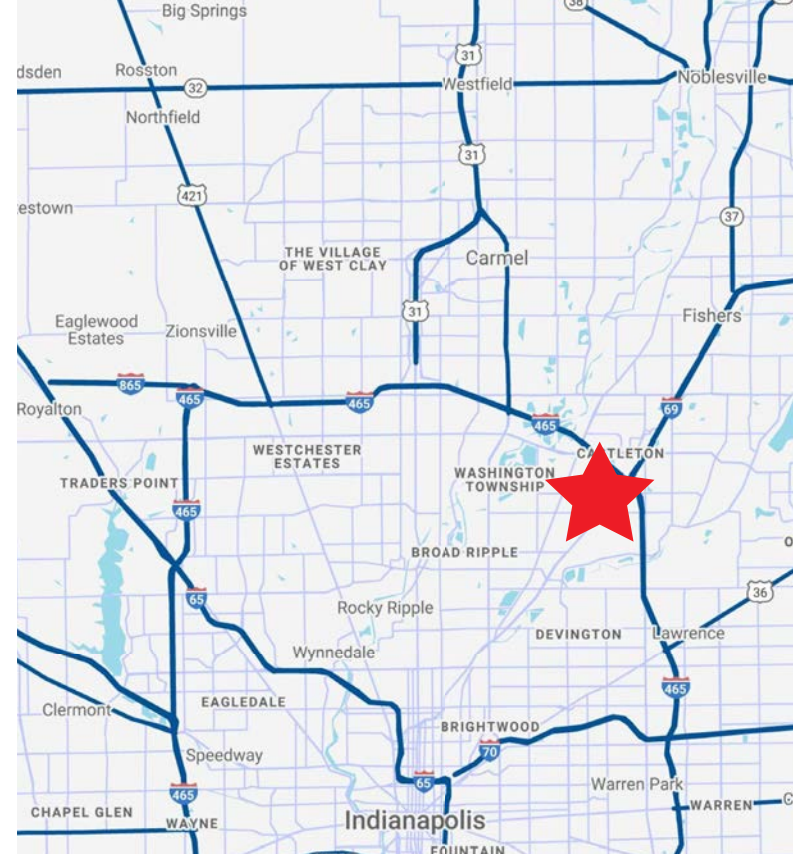 Big Springs
38
31
dsden
Rosston
32
Westfield
Noblesville
Northfield
31
421
estown
37
THE VILLAGE
OF WEST CLAY
Carmel
31
Eaglewood
Estates
Zionsville
Fishers
865
465
465
69
Royalton
465
WESTCHESTER
ESTATES
TRADERS POINT
WASHINGTON
TOWNSHIP
465
BROAD RIPPLE
O
36
65
Rocky Ripple
DEVINGTON
Lawrence
Wynnedale
465
Clermont
EAGLEDALE
BRIGHTWOOD
70
Speedway
65
Warren Park
465
WARREN
C
CHAPEL GLEN
WAYNE
Indianapolis
FOUNTAIN